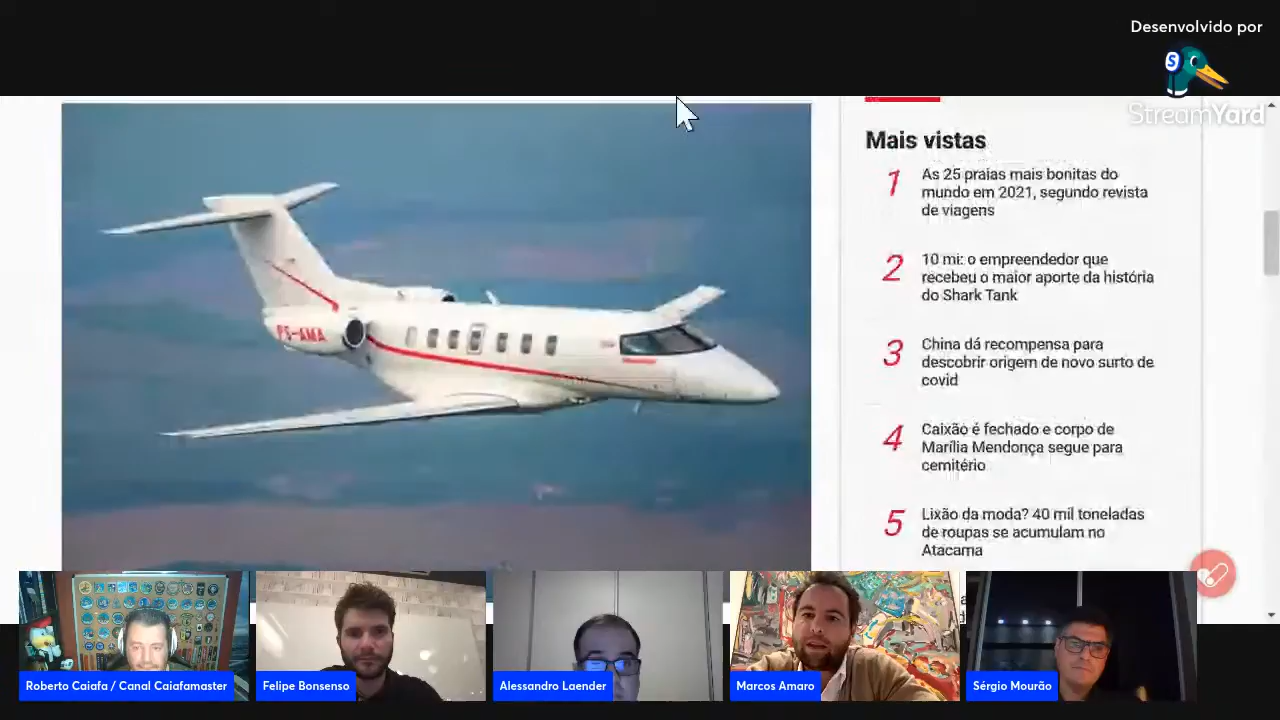 Desenvolvido por
S
StreamYard
Mais vistas
1
As 25 praias mais bonitas do
mundo em 2021, segundo revista
de viagens
2
10 mi: o empreendedor que
recebeu o maior aporte da história
do Shark Tank
3
China dá recompensa para
descobrir origem de novo surto de
covid
4
Caixão é fechado e corpo de
Marília Mendonça segue para
cemitério
5
Lixão da moda? 40 mil toneladas
de roupas se acumulam no
Atacama
PS-AMA
Roberto Caiafa / Canal Caiafamaster
Felipe Bonsenso
Alessandro Laender
Marcos Amaro
Sérgio Mourão